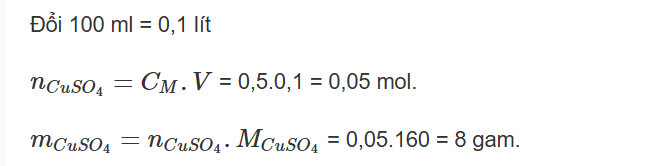 Đổi 100 ml = 0,1 lít
n_{CuSO_4} = C_M . V = 0,5.0,1 = 0,05 mol.
m_{CuSO_4} = n_{CuSO_4} . M_{CuSO_4} = 0,05.160 = 8 gam.